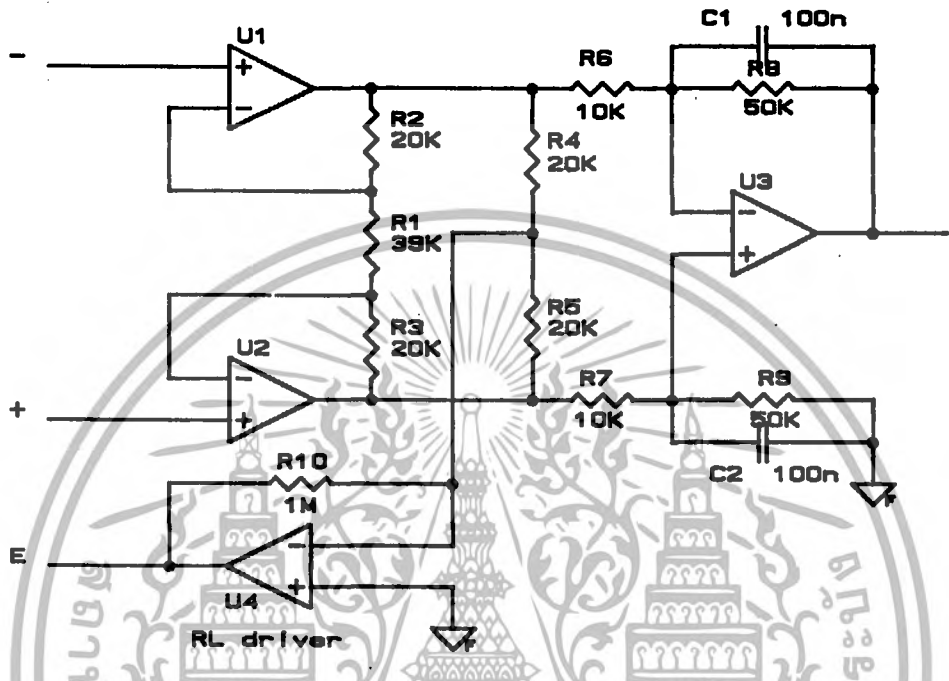 C1 100n
U1
−
R6
R8
10K
50K
R2
20K
R4
20K
U3
R1
39K
R3
20K
R5
20K
U2
R7
R9
10K
50K
+
C2 100n
R10
1M
E
U4
RL driver